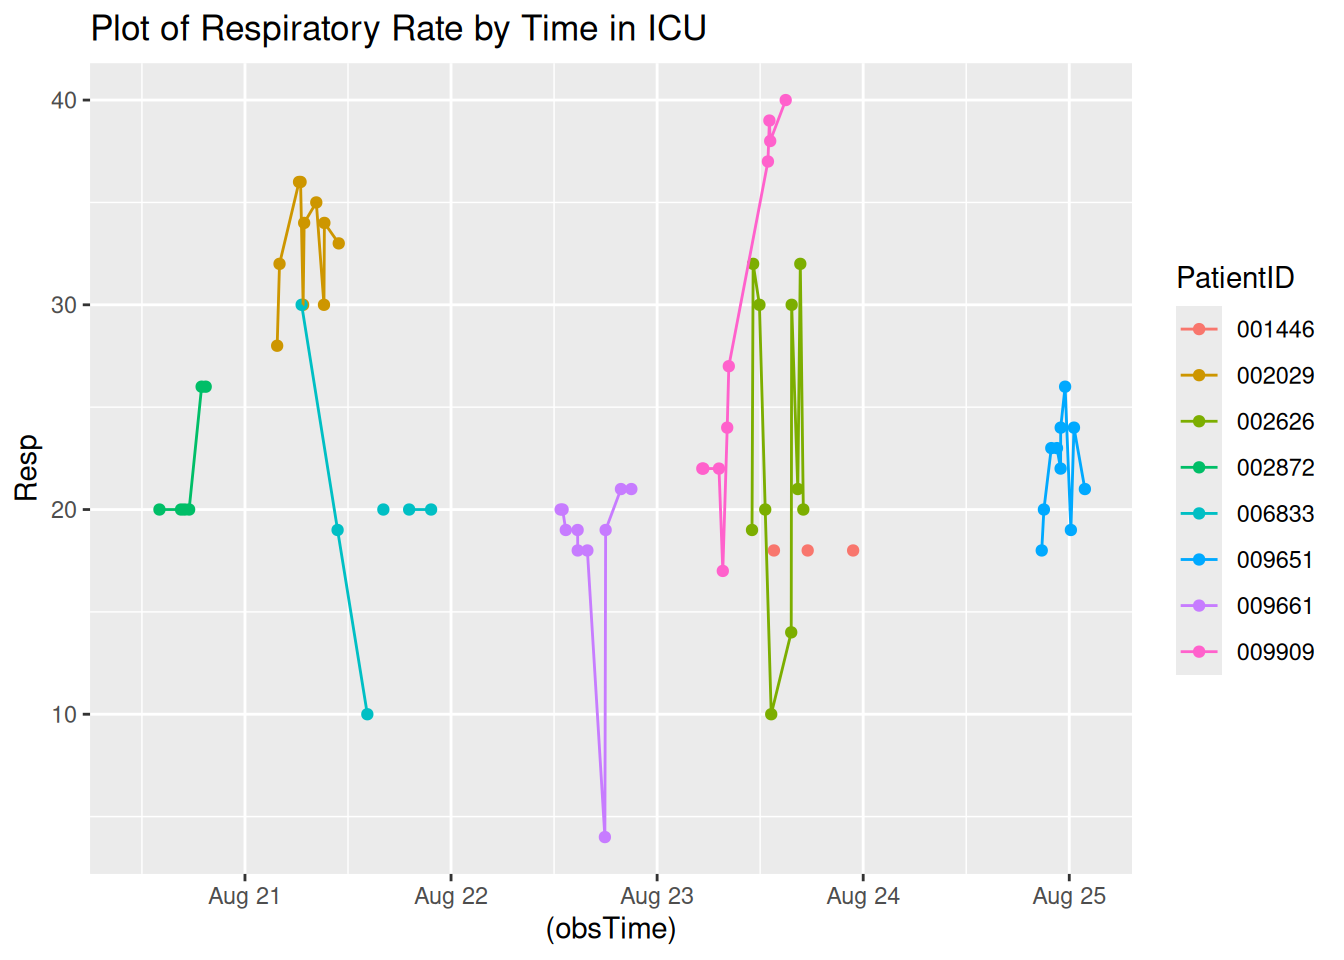 Plot of Respiratory Rate by Time in ICU
Resp
40
30
20
10
Aug 21 Aug 22 Aug 23 Aug 24 Aug 25
(obsTime)
PatientID
001446
002029
002626
002872
006833
009651
009661
009909